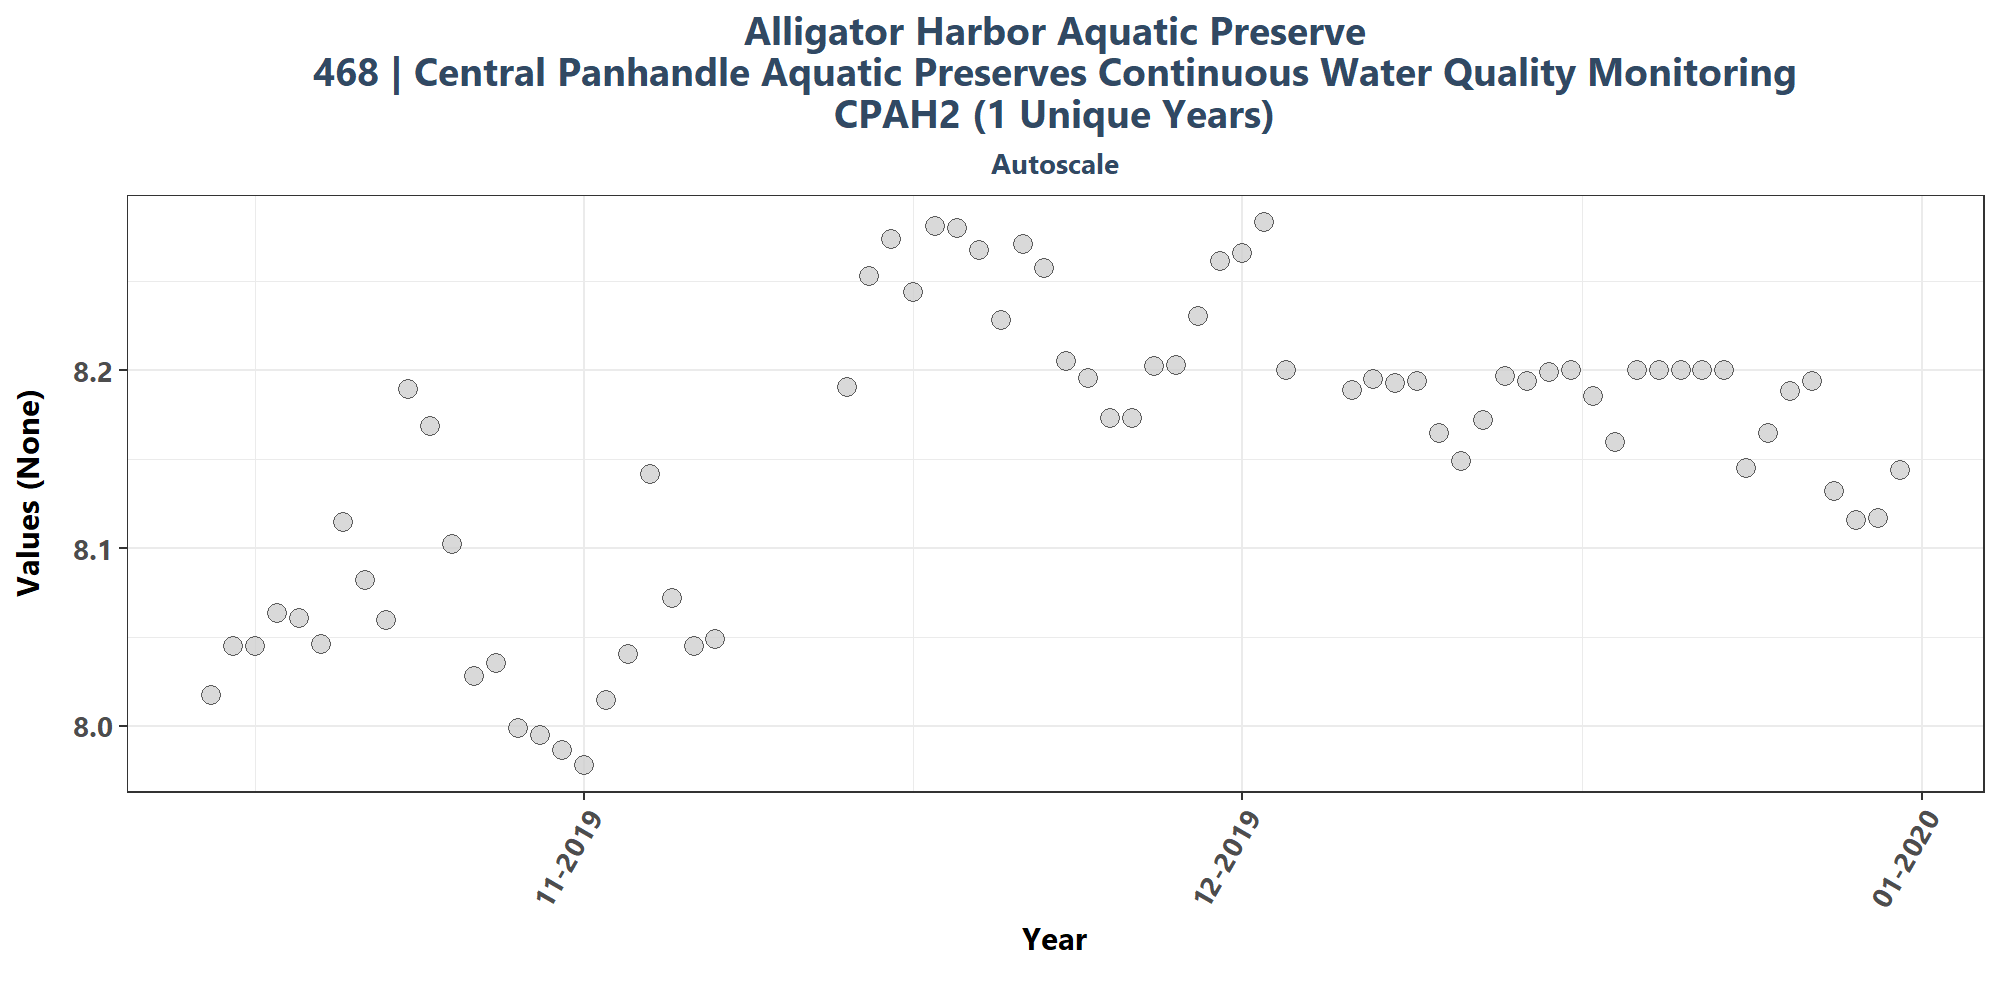 Alligator Harbor Aquatic Preserve
468 | Central Panhandle Aquatic Preserves Continuous Water Quality Monitoring
CPAH2 (1 Unique Years)
Autoscale
Values (None)
8.2
8.1
8.0
11-2019
12-2019
01-2020
Year